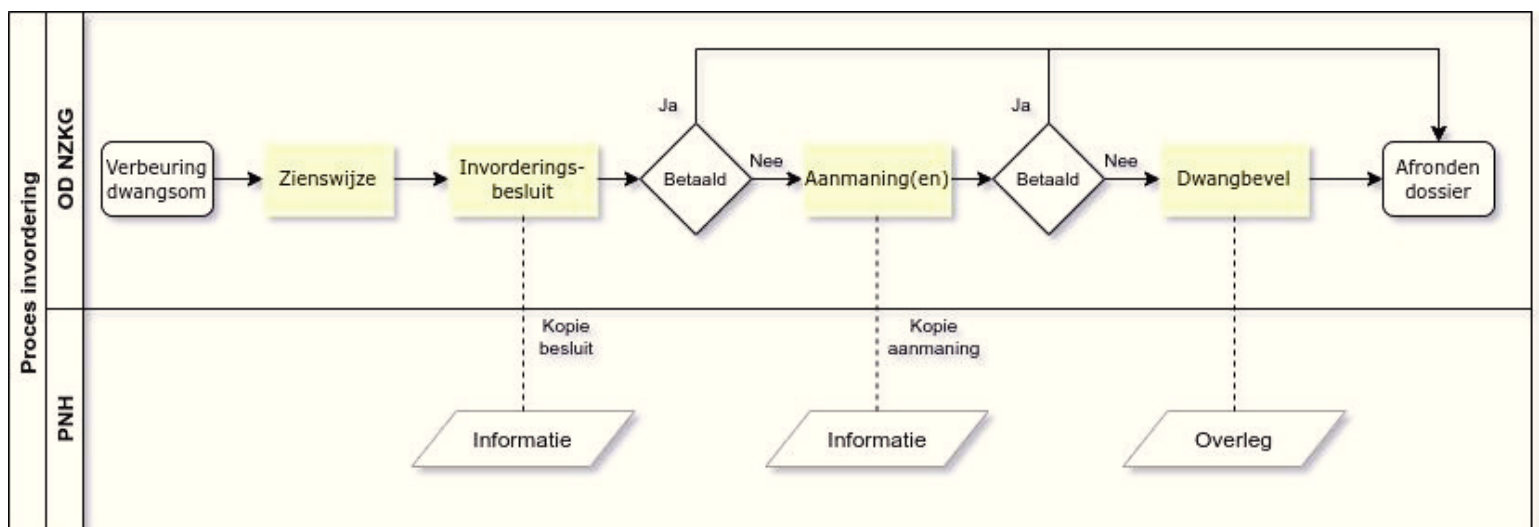 Proces invordering
OD NZKG
Verbeuring
dwangsom
Zienswijze
Invorderings-
besluit
Ja
Betaald
Nee
Aanmaning(en)
Ja
Betaald
Nee
Dwangbevel
Afronden
dossier
PNH
Kopie
besluit
Kopie
aanmaning
Informatie
Informatie
Overleg